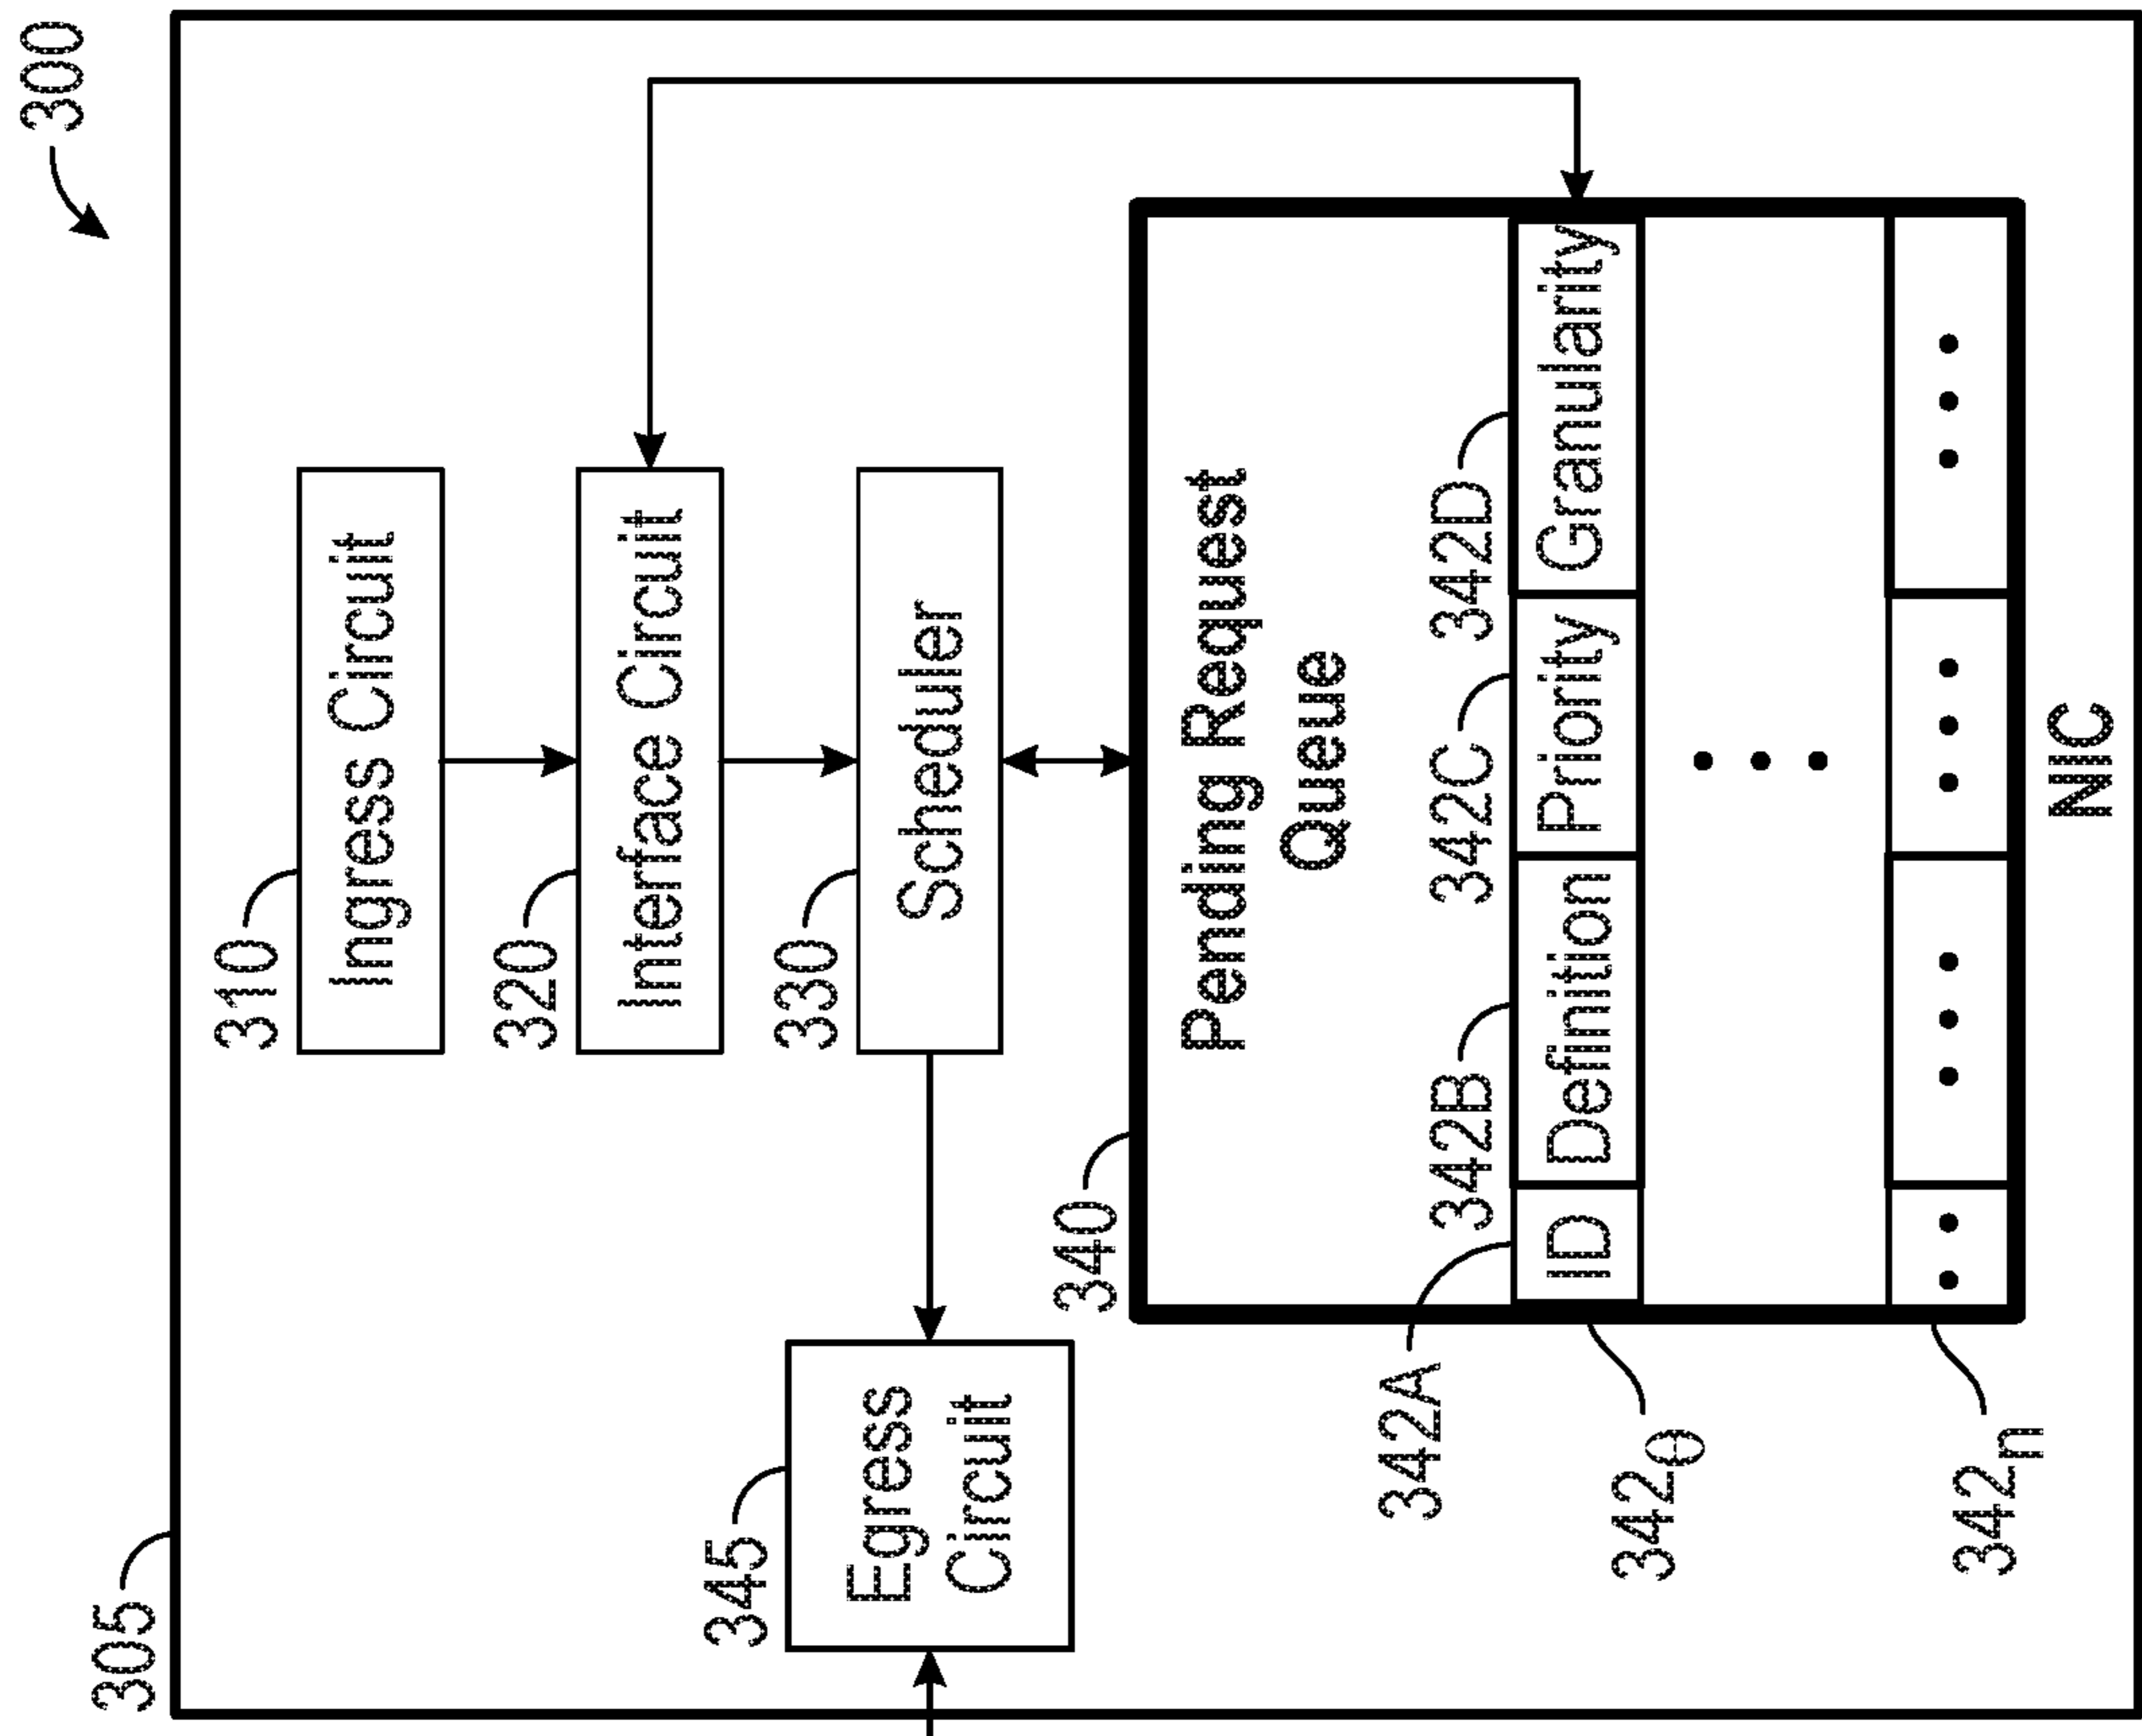 300
305
310
Ingress Circuit
320
Interface Circuit
330
Scheduler
345
Egress
Circuit
340
Pending Request
Queue
342A
342B
342C
342D
ID
Definition
Priority
Granularity
342₀
342ₙ
NIC